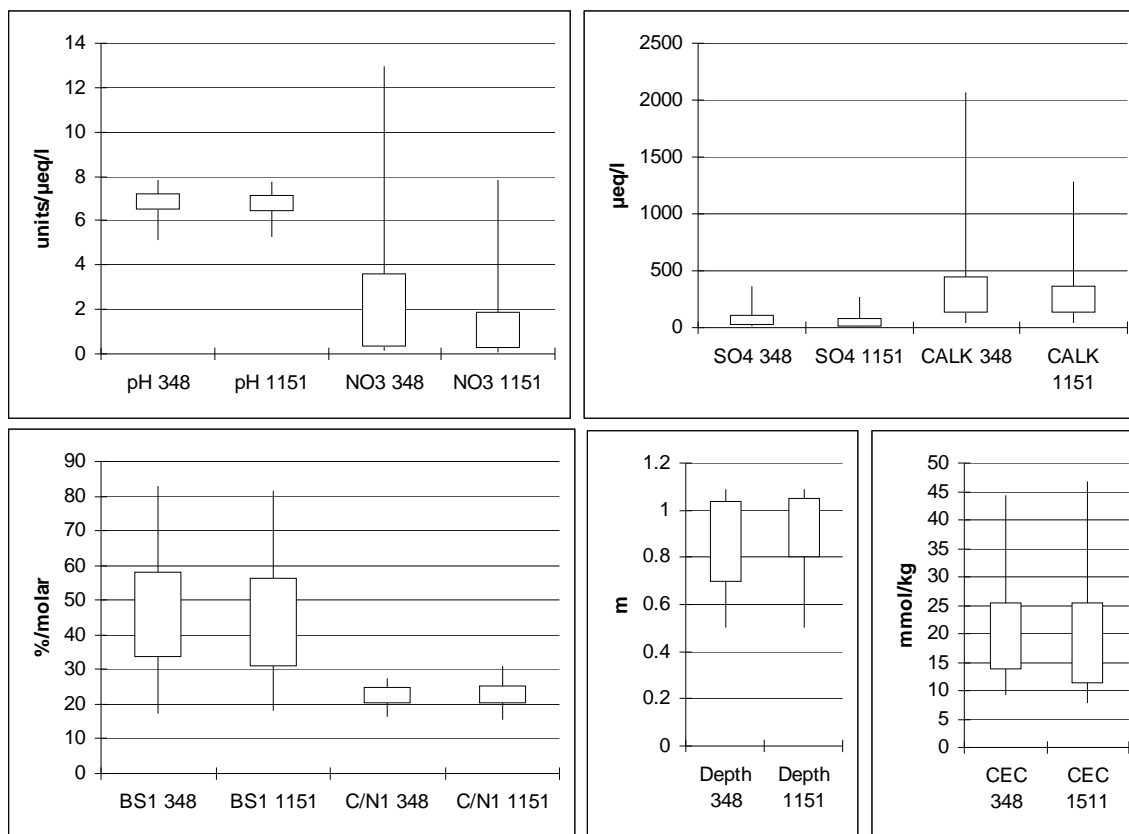 14
12
10
8
6
4
2
0
units/µeq/l
pH 348
pH 1151
NO3 348
NO3 1151
2500
2000
1500
1000
500
0
µeq/l
SO4 348
SO4 1151
CALK 348
CALK
1151
90
80
70
60
50
40
30
20
10
0
%/molar
BS1 348
BS1 1151
C/N1 348
C/N1 1151
1.2
1
0.8
0.6
0.4
0.2
0
m
Depth
348
Depth
1151
50
45
40
35
30
25
20
15
10
5
0
mmol/kg
CEC
348
CEC
1511